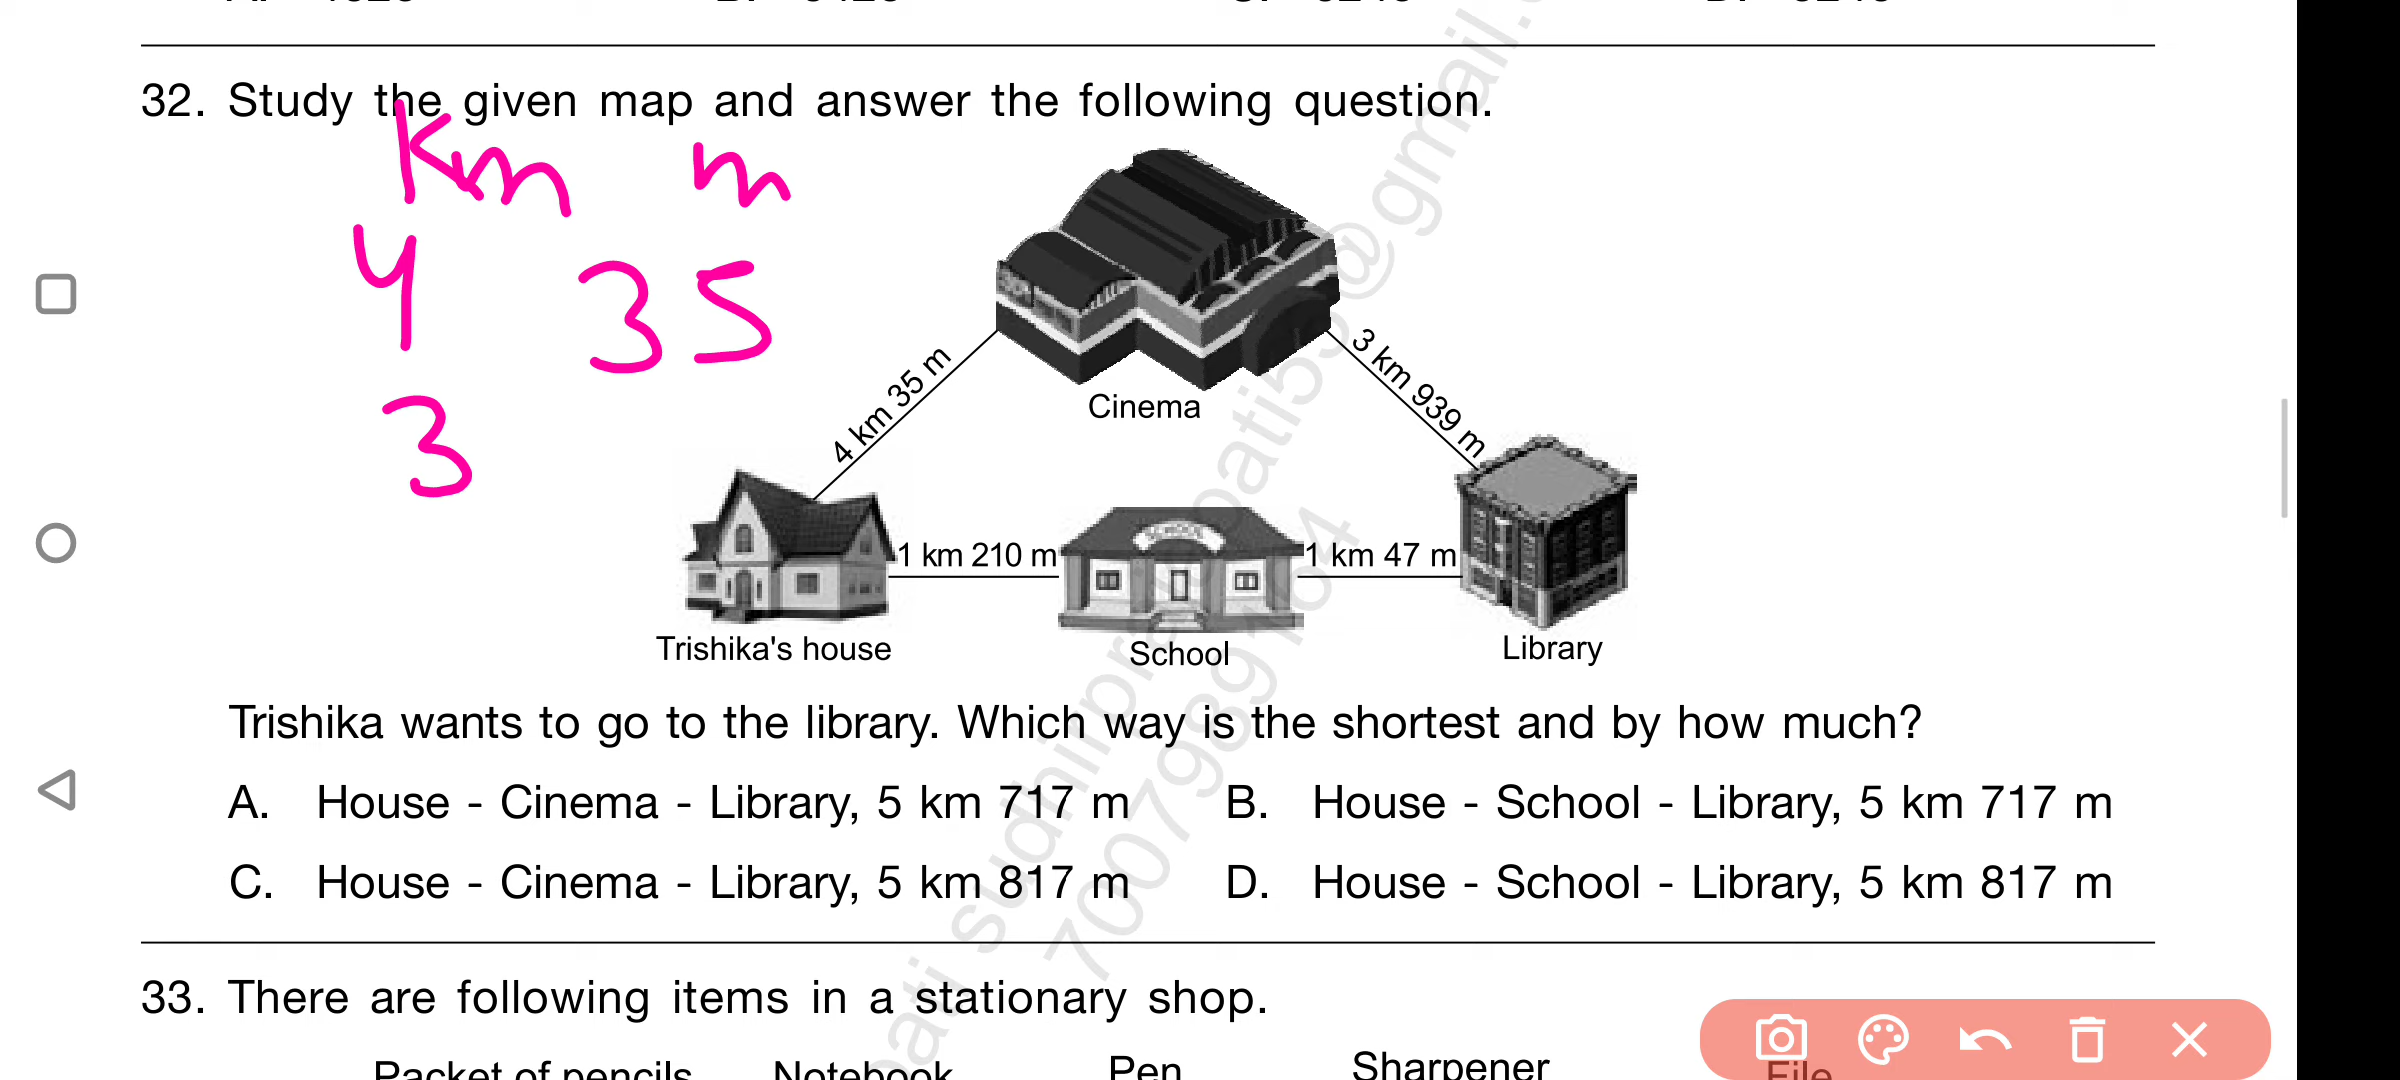 32. Study the given map and answer the following question.
km m
4 35
3
4 km 35 m
3 km 939 m
Cinema
1 km 210 m
1 km 47 m
SCHOOL
Trishika's house
School
Library
Trishika wants to go to the library. Which way is the shortest and by how much?
A. House - Cinema - Library, 5 km 717 m B. House - School - Library, 5 km 717 m
C. House - Cinema - Library, 5 km 817 m D. House - School - Library, 5 km 817 m
33. There are following items in a stationary shop.
Packet of pencils Notebook Pen Sharpener File